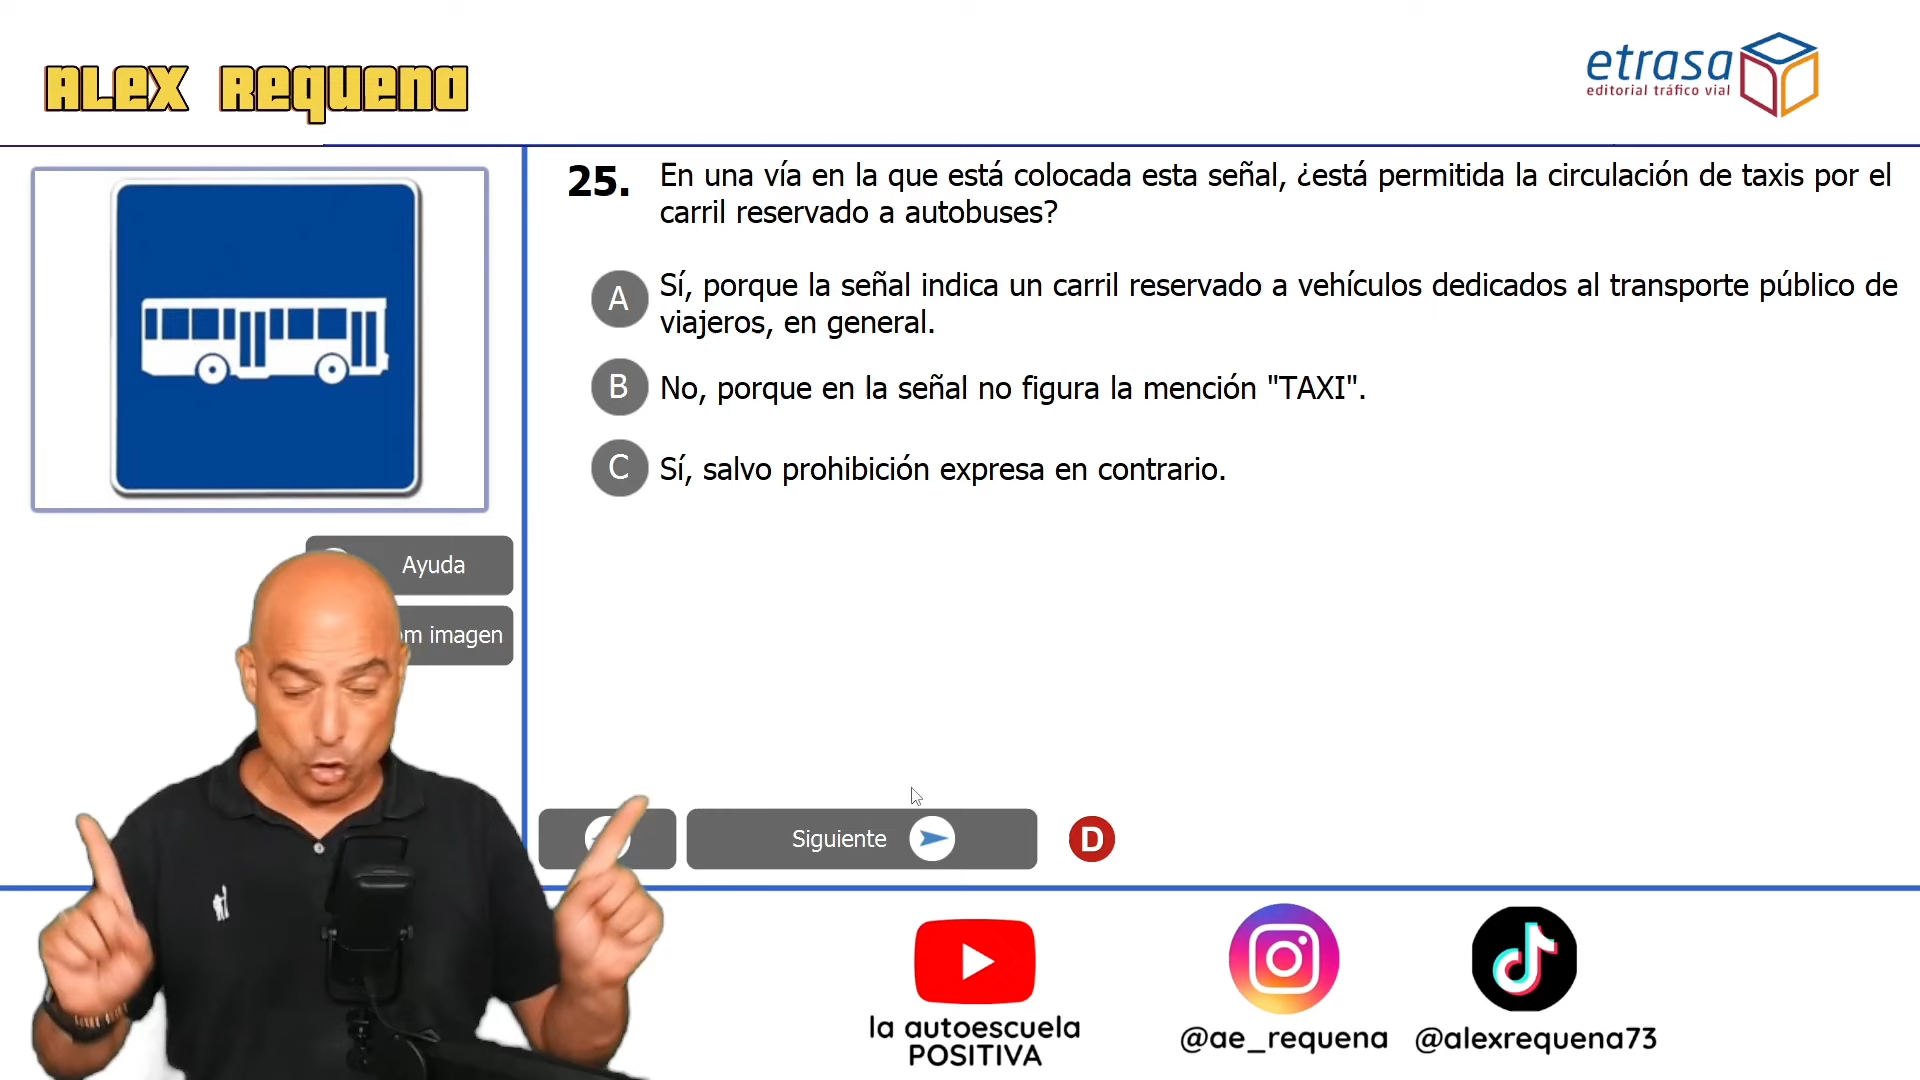 ALEX REQUENA
etrasa
editorial tráfico vial
25.
En una vía en la que está colocada esta señal, ¿está permitida la circulación de taxis por el
carril reservado a autobuses?
A
Sí, porque la señal indica un carril reservado a vehículos dedicados al transporte público de
viajeros, en general.
B
No, porque en la señal no figura la mención "TAXI".
C
Sí, salvo prohibición expresa en contrario.
Ayuda
imagen
Siguiente
D
la autoescuela
POSITIVA
@ae_requena
@alexrequena73